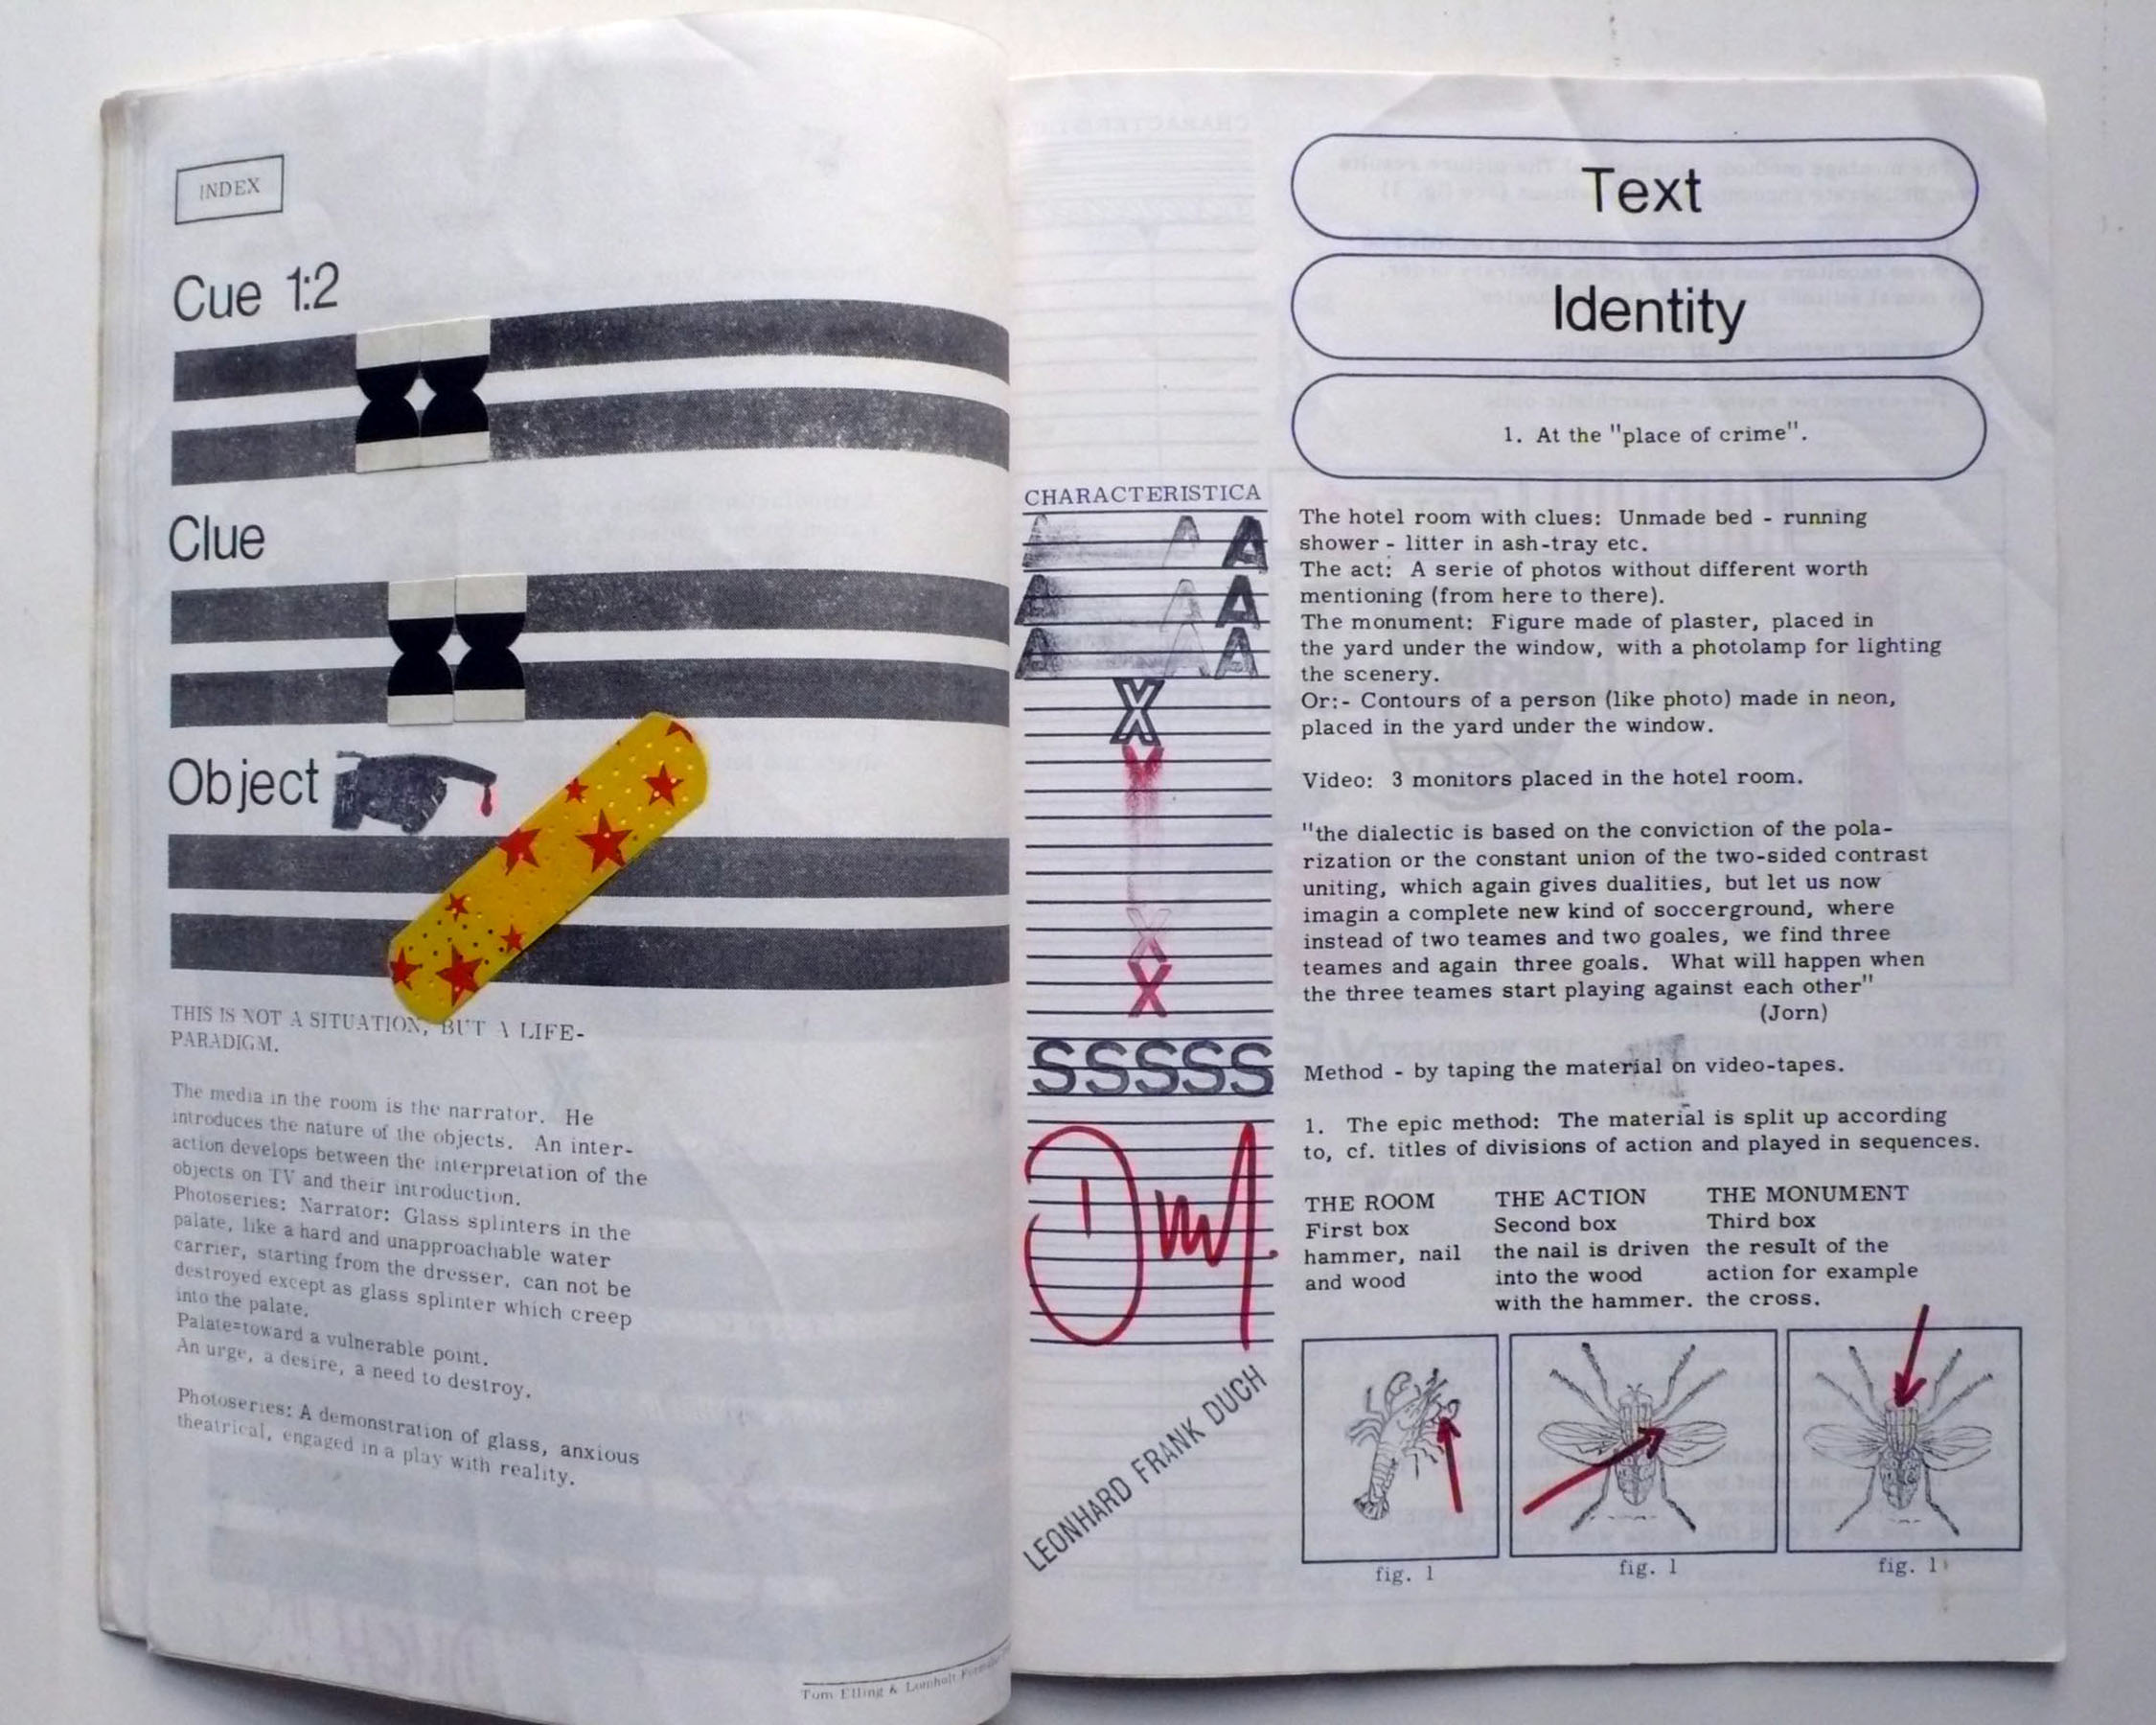 INDEX
Cue 1:2
Clue
Object
THIS IS NOT A SITUATION, BUT A LIFE-
PARADIGM.
The media in the room is the narrator. He
introduces the nature of the objects. An inter-
action develops between the interpretation of the
objects on TV and their introduction.
Photoseries: Narrator: Glass splinters in the
palate, like a hard and unapproachable water
carrier, starting from the dresser, can not be
destroyed except as glass splinter which creep
into the palate.
Palate=toward a vulnerable point.
An urge, a desire, a need to destroy.
Photoseries: A demonstration of glass, anxious
theatrical, engaged in a play with reality.
Tom Elling & Lomholt
Text
Identity
1. At the "place of crime".
CHARACTERISTICA
A A A
A A A
A A A
X
X
X
X
SSSSS
LEONHARD FRANK DUCH
The hotel room with clues: Unmade bed - running
shower - litter in ash-tray etc.
The act: A serie of photos without different worth
mentioning (from here to there).
The monument: Figure made of plaster, placed in
the yard under the window, with a photolamp for lighting
the scenery.
Or:- Contours of a person (like photo) made in neon,
placed in the yard under the window.
Video: 3 monitors placed in the hotel room.
"the dialectic is based on the conviction of the pola-
rization or the constant union of the two-sided contrast
uniting, which again gives dualities, but let us now
imagin a complete new kind of soccerground, where
instead of two teames and two goales, we find three
teames and again three goals. What will happen when
the three teames start playing against each other"
(Jorn)
Method - by taping the material on video-tapes.
1. The epic method: The material is split up according
to, cf. titles of divisions of action and played in sequences.
THE ROOM
First box
hammer, nail
and wood
THE ACTION
Second box
the nail is driven
into the wood
with the hammer.
THE MONUMENT
Third box
the result of the
action for example
the cross.
fig. 1
fig. 1
fig. 1